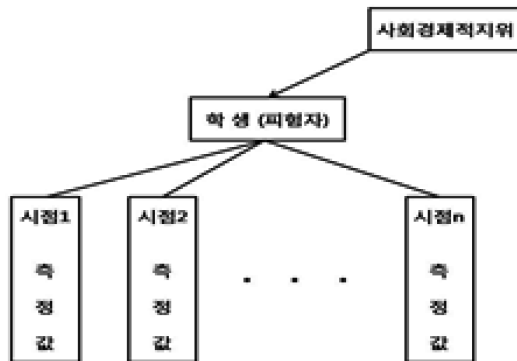 사회경제적지위
학 생 (피험자)
시점1
측
정
값
시점2
측
정
값
. . .
시점n
측
정
값